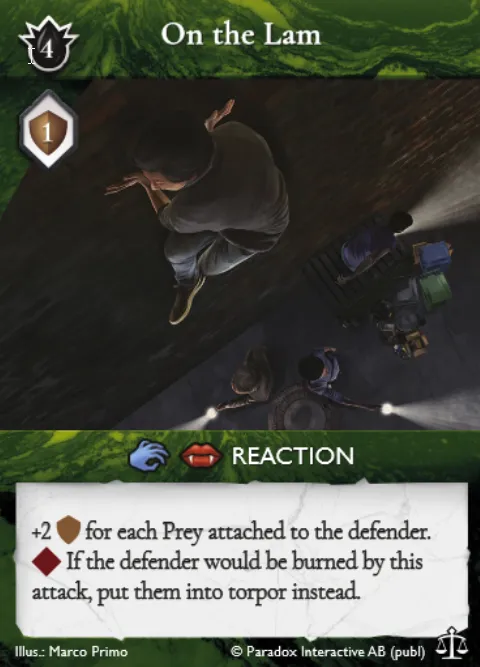 On the Lam
4
1
REACTION
+2 for each Prey attached to the defender.
If the defender would be burned by this
attack, put them into torpor instead.
Illus.: Marco Primo © Paradox Interactive AB (publ)